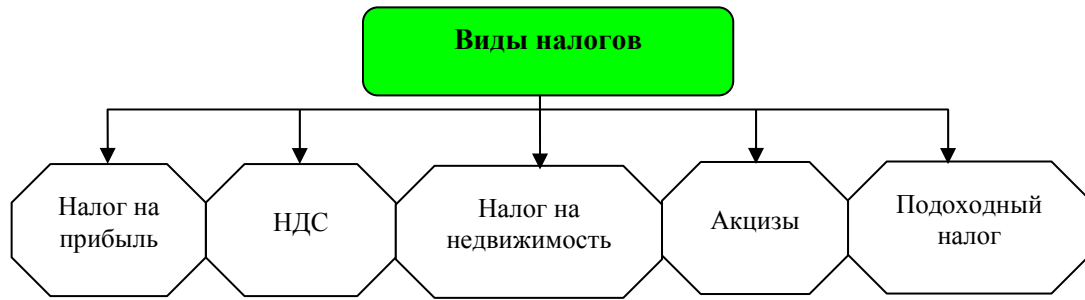 Виды налогов
Налог на
прибыль
НДС
Налог на
недвижимость
Акцизы
Подоходный
налог